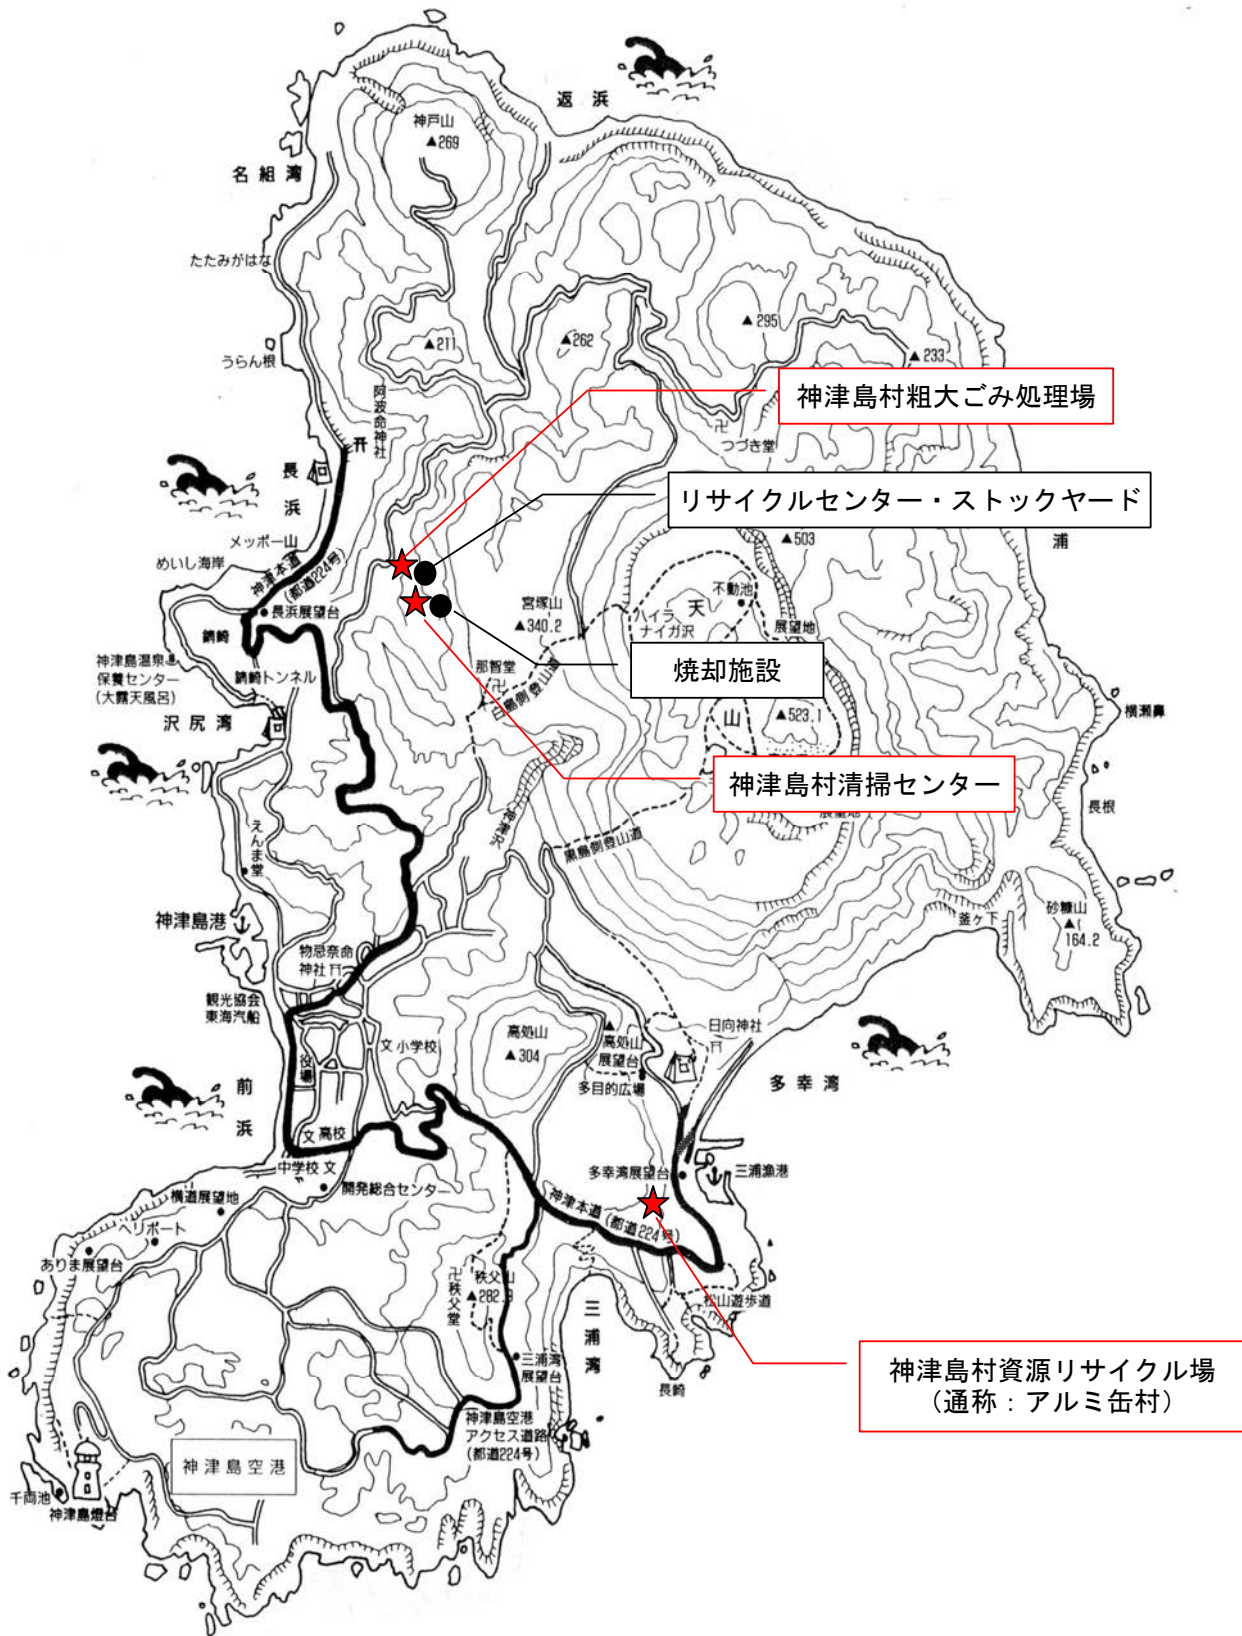 返浜
神戸山
▲269
名組湾
たたみがはな
▲295
▲211
▲262
▲233
うらん根
神津島村粗大ごみ処理場
阿波命神社
つづき堂
長浜
リサイクルセンター・ストックヤード
メッポー山
▲503
浦
めいし海岸
神津本道
(都道224号)
不動池
天
宮塚山
▲340.2
ハイラ
ナイガ沢
展望地
長浜展望台
錆崎
神津島温泉
保養センター
(大露天風呂)
那智堂
焼却施設
錆崎トンネル
白島側登山道
沢尻湾
山
▲523.1
横瀬鼻
神津島村清掃センター
長根
展望地
神津沢
えんま堂
黒島側登山道
神津島港
砂糠山
▲
164.2
釜ヶ下
物忌奈命
神社
観光協会
東海汽船
日向神社
高処山
▲304
高処山
展望台
文小学校
役場
多目的広場
多幸湾
前浜
文高校
中学校文
多幸湾展望台
三浦漁港
開発総合センター
横道展望地
神津本道(都道224号)
ヘリポート
ありま展望台
秩父山
▲282.3
秩父堂
松山遊歩道
三浦湾
三浦湾
展望台
神津島村資源リサイクル場
(通称:アルミ缶村)
長崎
神津島空港
アクセス道路
(都道224号)
神津島空港
千両池
神津島燈台